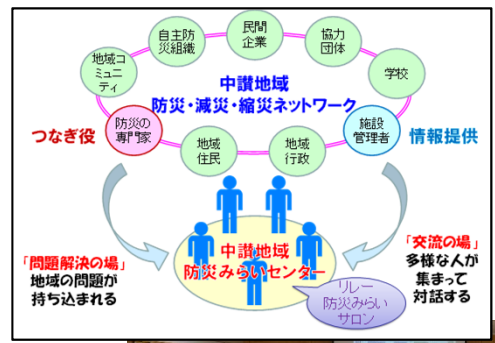 民間
企業
自主防
災組織
協力
団体
地域コ
ミュニ
ティ
学校
中讃地域
防災・減災・縮災ネットワーク
つなぎ役
防災の
専門家
施設
管理者
情報提供
地域
住民
地域
行政
中讃地域
防災みらいセンター
「問題解決の場」
地域の問題が
持ち込まれる
「交流の場」
多様な人が
集まって
対話する
リレー
防災みらい
サロン